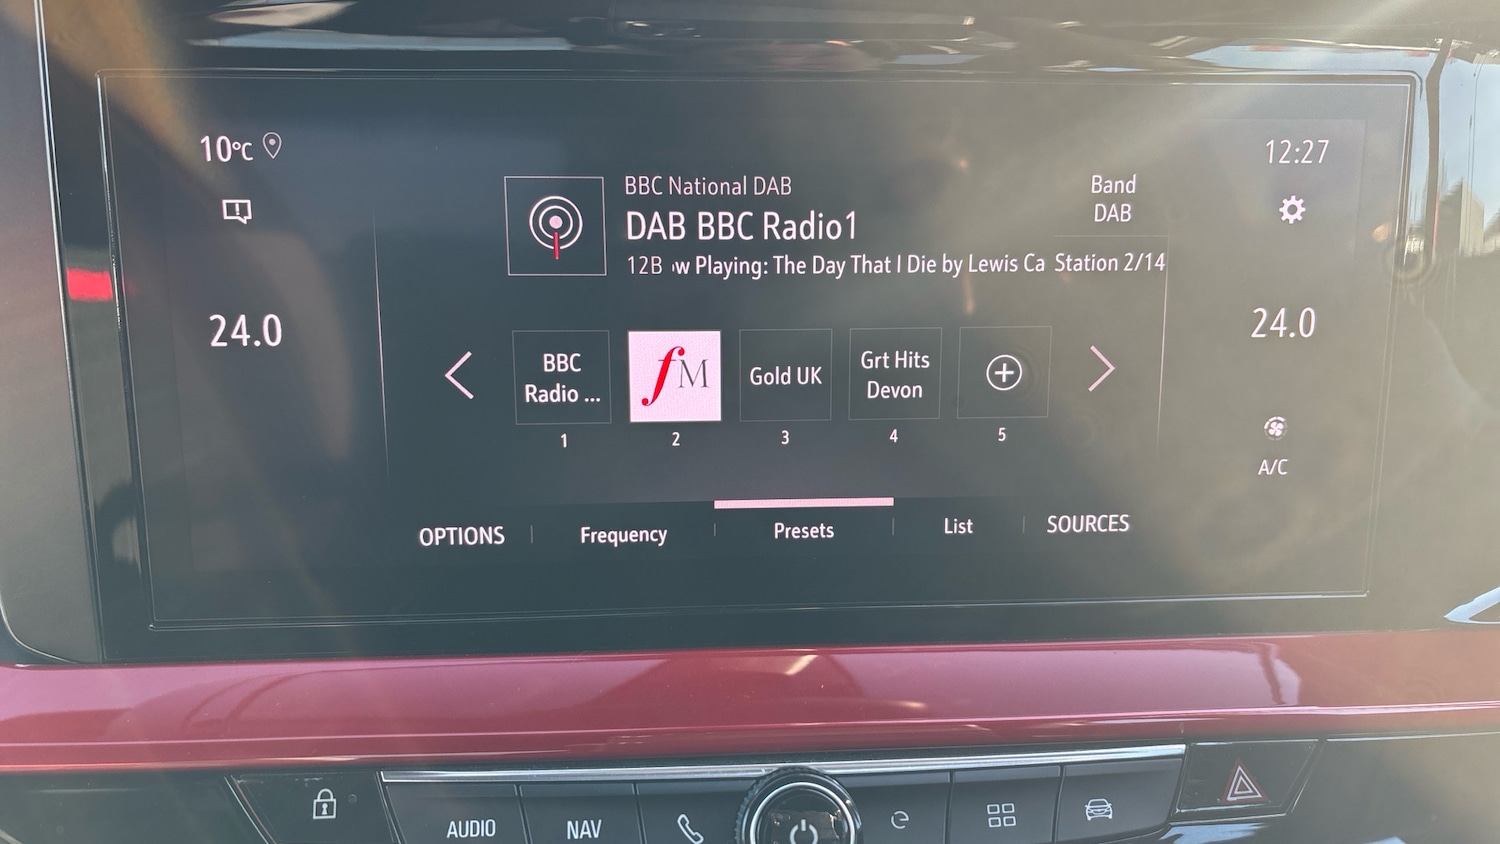 10°C
12:27
BBC National DAB
DAB BBC Radio1
12B w Playing: The Day That I Die by Lewis Ca
Band
DAB
Station 2/14
24.0
24.0
BBC
Radio ...
fM
Gold UK
Grt Hits
Devon
1
2
3
4
5
A/C
OPTIONS
Frequency
Presets
List
SOURCES
AUDIO
NAV